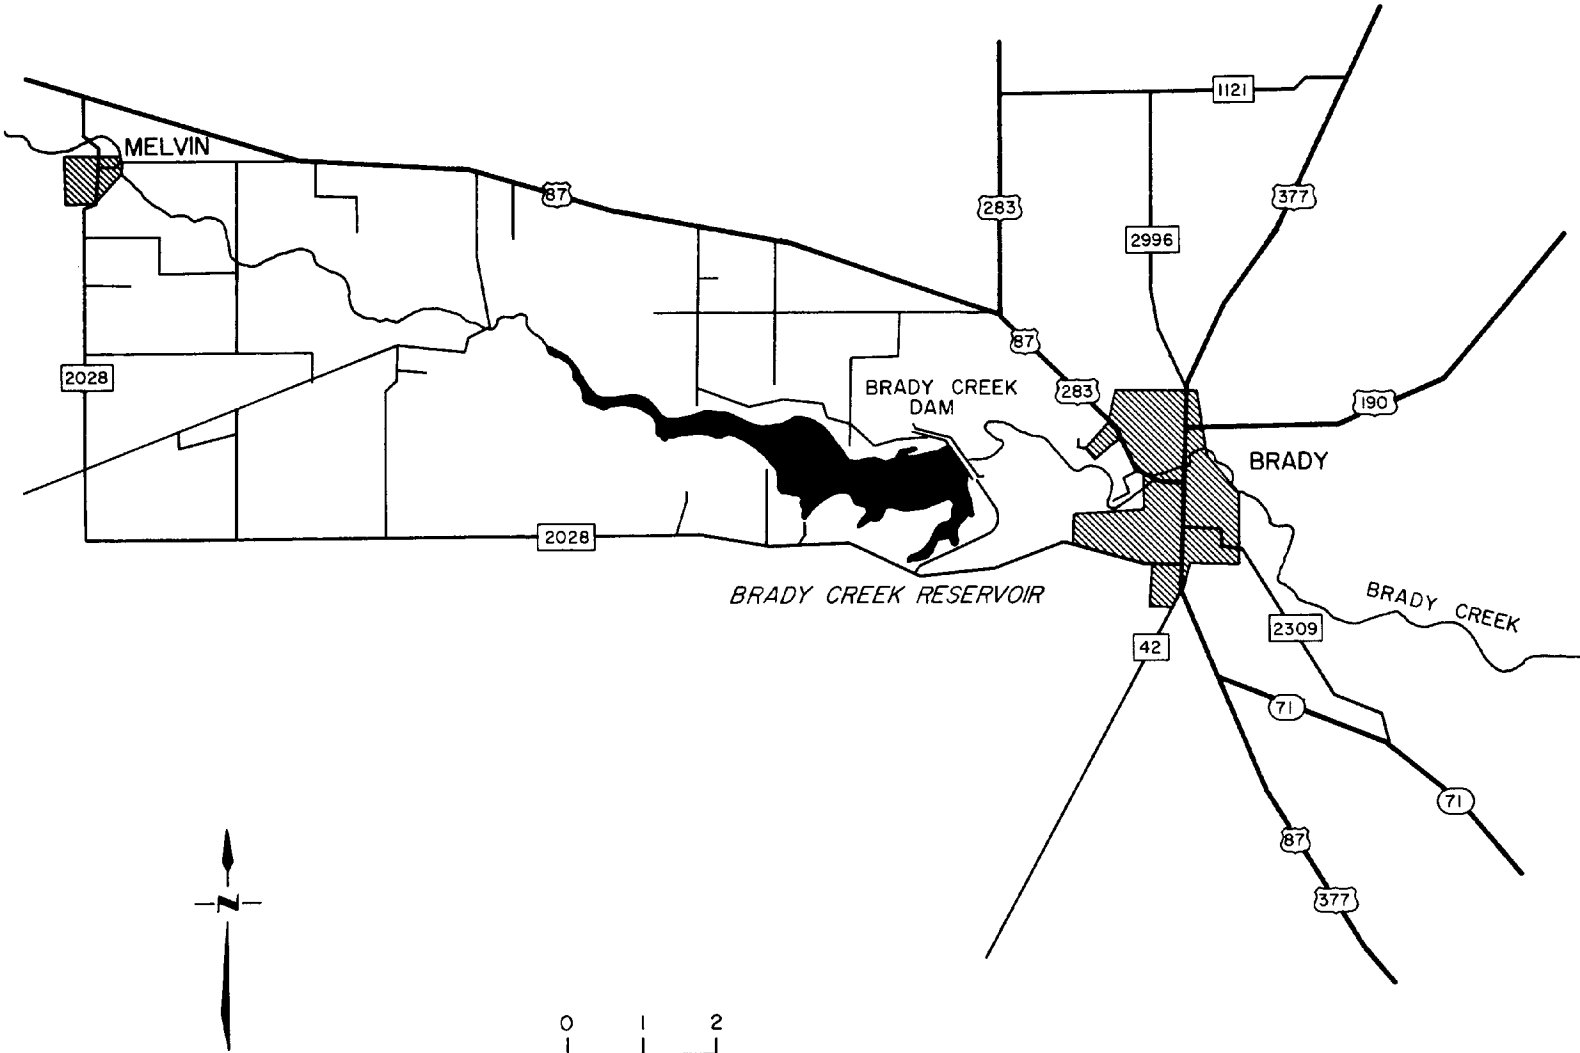 1121
MELVIN
87
377
283
2996
87
2028
BRADY CREEK
DAM
283
190
BRADY
2028
BRADY CREEK RESERVOIR
BRADY CREEK
2309
42
71
71
87
377
N
0 1 2